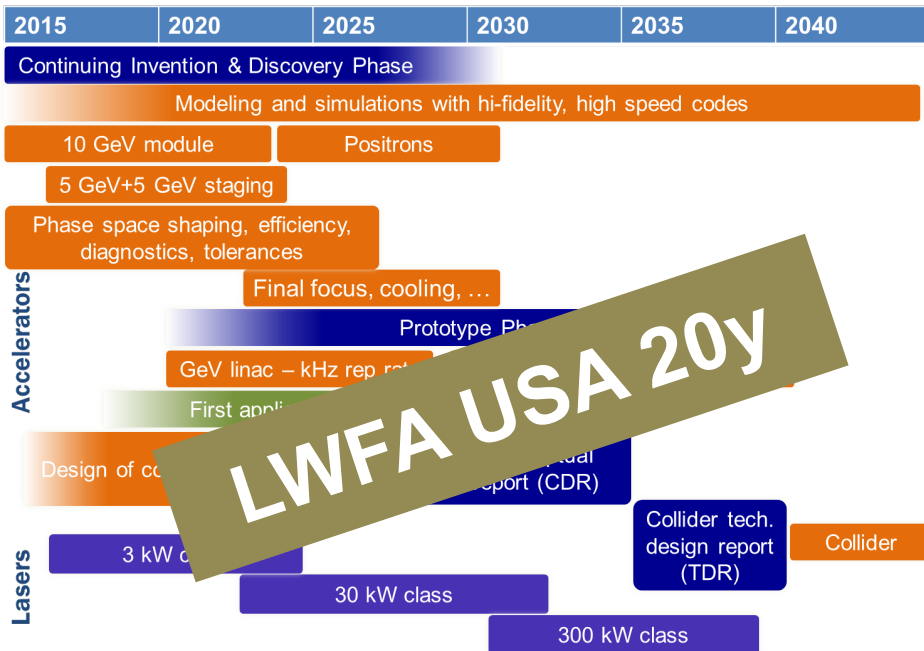 2015 2020 2025 2030 2035 2040
Continuing Invention & Discovery Phase
Modeling and simulations with hi-fidelity, high speed codes
10 GeV module
Positrons
5 GeV+5 GeV staging
Phase space shaping, efficiency,
diagnostics, tolerances
Final focus, cooling, …
Accelerators
Prototype
GeV linac – kHz rep
First
LWFA USA 20y
Design of
report (CDR)
Collider tech.
design report
(TDR)
Collider
Lasers
3 kW
30 kW class
300 kW class